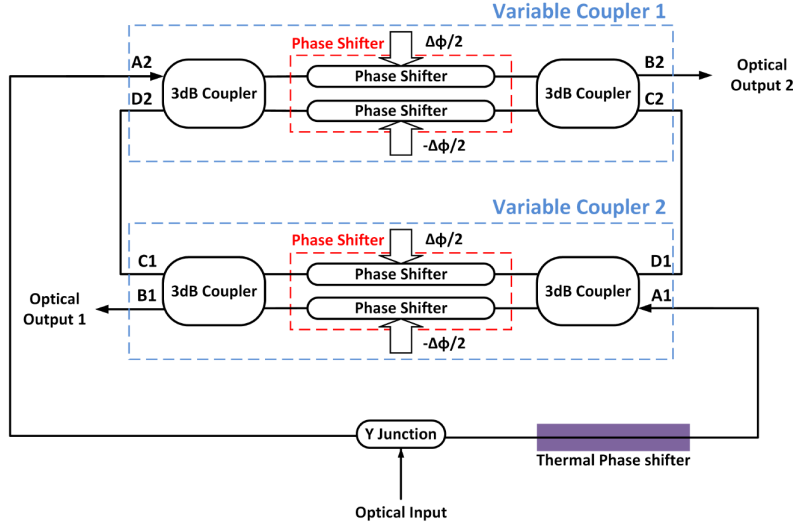 Variable Coupler 1
Phase Shifter
Δϕ/2
A2
B2
Optical
Output 2
3dB Coupler
Phase Shifter
3dB Coupler
D2
Phase Shifter
C2
-Δϕ/2
Variable Coupler 2
Phase Shifter
Δϕ/2
C1
D1
3dB Coupler
Phase Shifter
3dB Coupler
Optical
Output 1
B1
Phase Shifter
A1
-Δϕ/2
Y Junction
Thermal Phase shifter
Optical Input